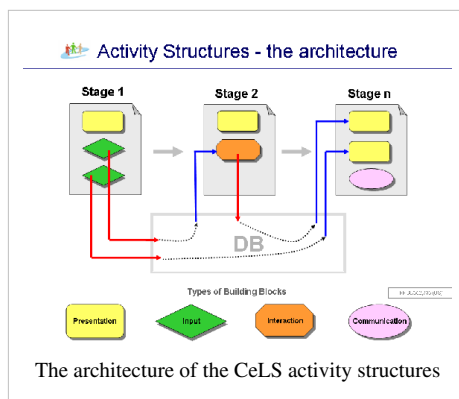 Activity Structures - the architecture
Stage 1
Stage 2
Stage n
DB
Types of Building Blocks
Presentation
Input
Interaction
Communication
The architecture of the CeLS activity structures